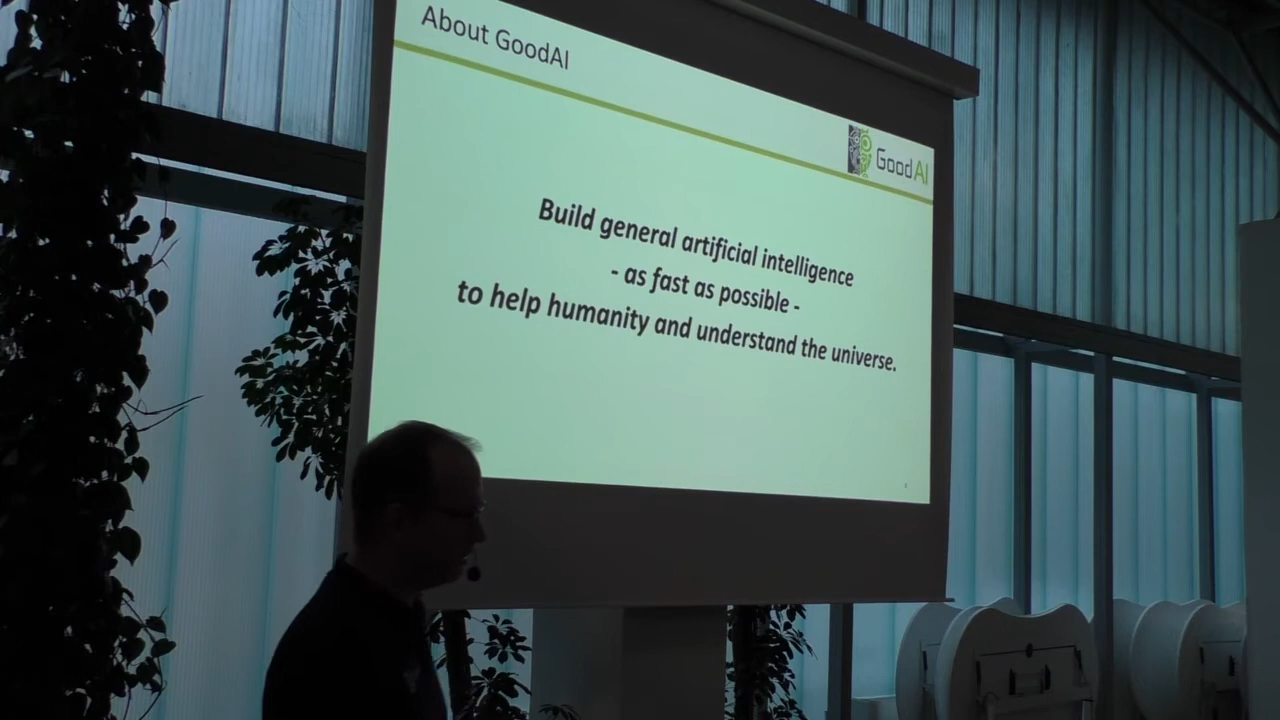 About GoodAI
GoodAI
Build general artificial intelligence
- as fast as possible -
to help humanity and understand the universe.